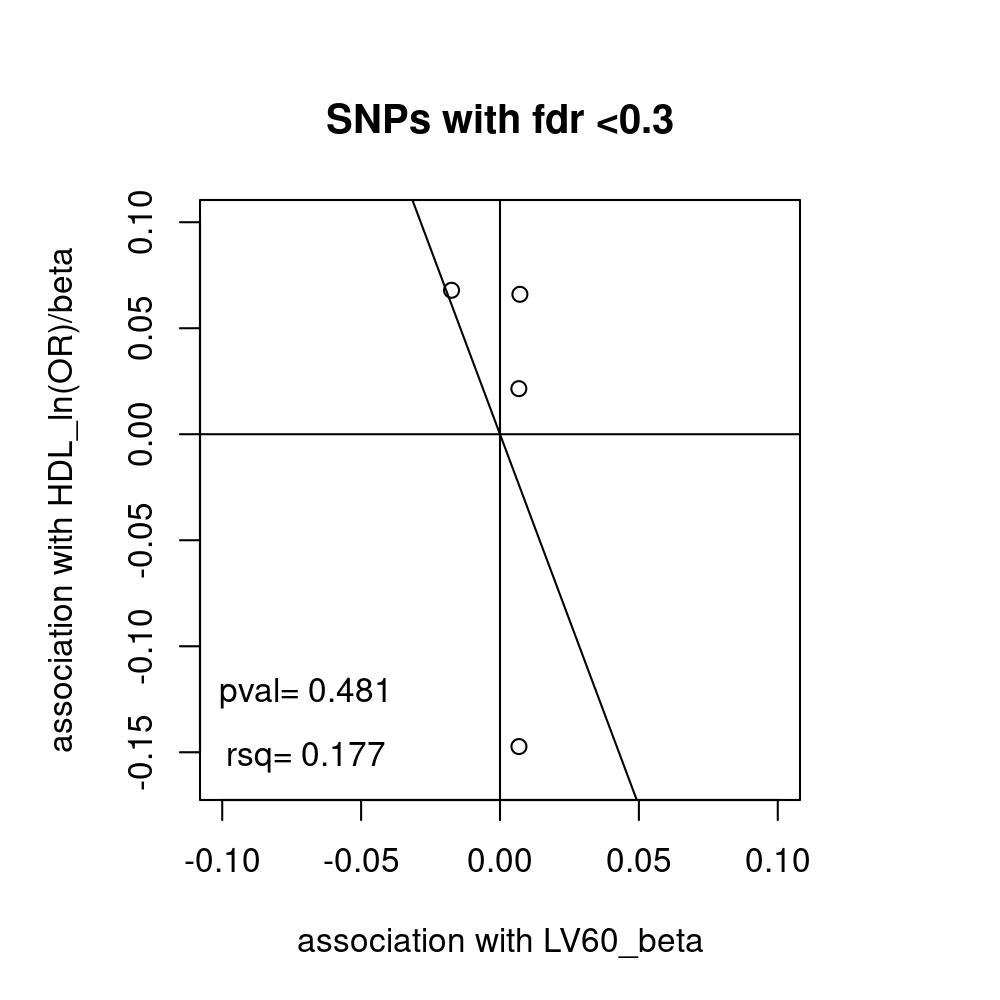 SNPs with fdr <0.3
association with HDL_ln(OR)/beta
0.10
0.05
0.00
-0.05
-0.10
-0.15
pval= 0.481
rsq= 0.177
-0.10 -0.05 0.00 0.05 0.10
association with LV60_beta